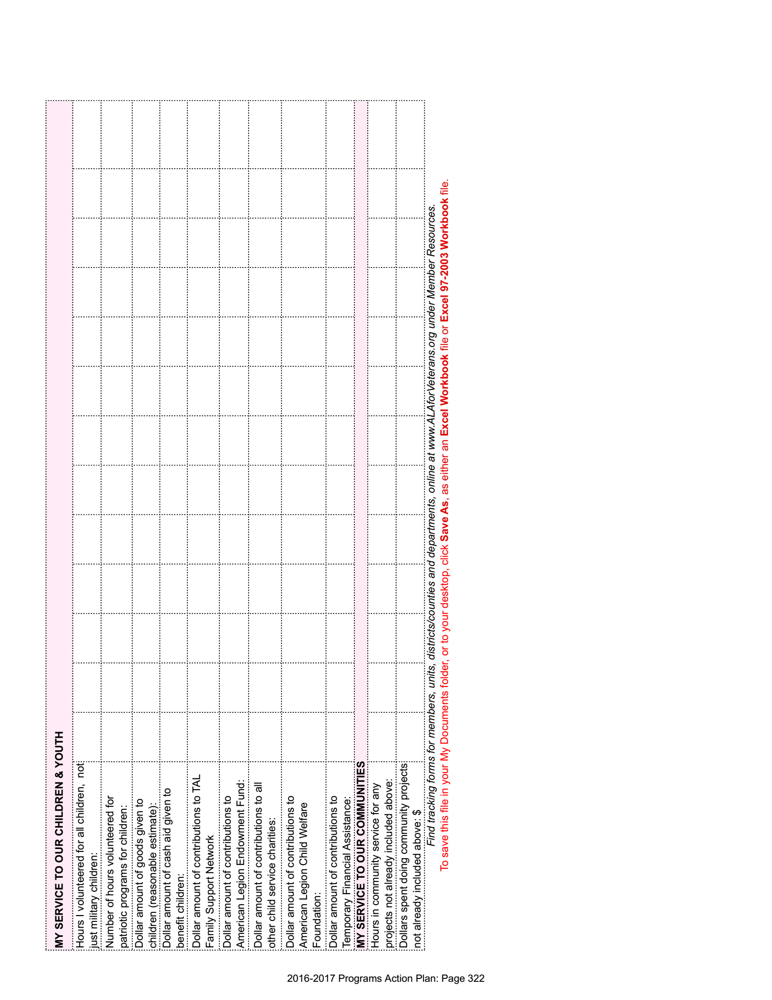 MY SERVICE TO OUR CHILDREN & YOUTH
Hours I volunteered for all children,  not
just military children:
Number of hours volunteered for
patriotic programs for children:
Dollar amount of goods given to
children (reasonable estimate):
Dollar amount of cash aid given to
benefit children:
Dollar amount of contributions to TAL
Family Support Network
Dollar amount of contributions to
American Legion Endowment Fund:
Dollar amount of contributions to all
other child service charities:
Dollar amount of contributions to
American Legion Child Welfare
Foundation:
Dollar amount of contributions to
Temporary Financial Assistance:
MY SERVICE TO OUR COMMUNITIES
Hours in community service for any
projects not already included above:
Dollars spent doing community projects
not already included above: $
Find tracking forms for members, units, districts/counties and departments, online at www.ALAforVeterans.org under Member Resources.
To save this file in your My Documents folder, or to your desktop, click Save As, as either an Excel Workbook file or Excel 97-2003 Workbook file.
2016-2017 Programs Action Plan: Page 322